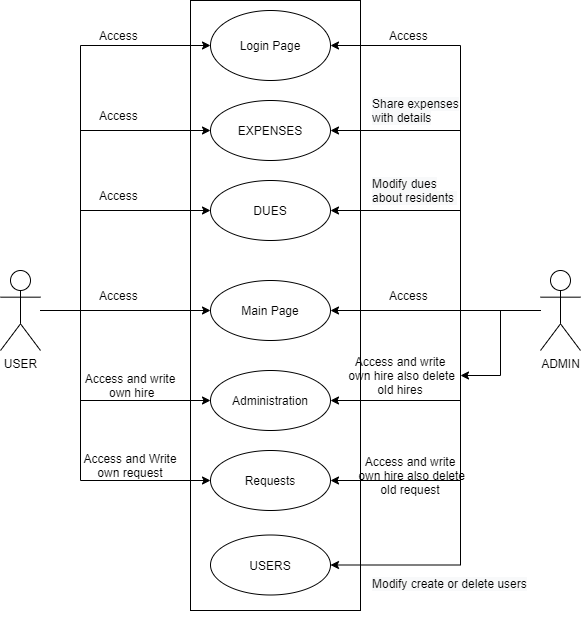 Access
Login Page
Access
Access
EXPENSES
Share expenses
with details
Access
DUES
Modify dues
about residents
Access
Main Page
Access
USER
ADMIN
Access and write
own hire
Administration
Access and write
own hire also delete
old hires
Access and Write
own request
Requests
Access and write
own hire also delete
old request
USERS
Modify create or delete users